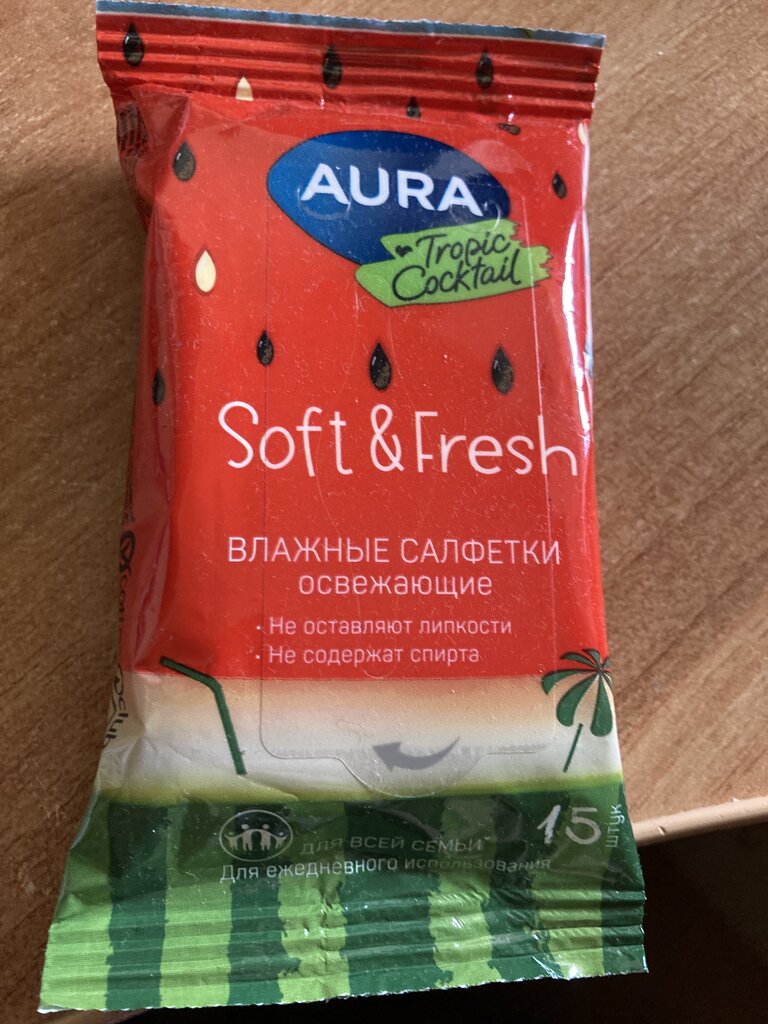 AURA
Tropic
Cocktail
Soft & Fresh
ВЛАЖНЫЕ САЛФЕТКИ
освежающие
· Не оставляют липкости
· Не содержат спирта
15
штук
ДЛЯ ВСЕЙ СЕМЬИ
Для ежедневного использования